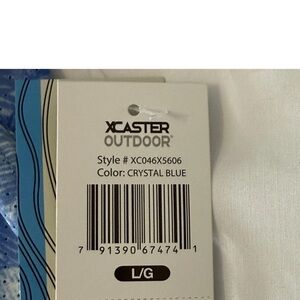 XCASTER
OUTDOOR
Style # XC046X5606
Color: CRYSTAL BLUE
7 91390 67474 1
L/G